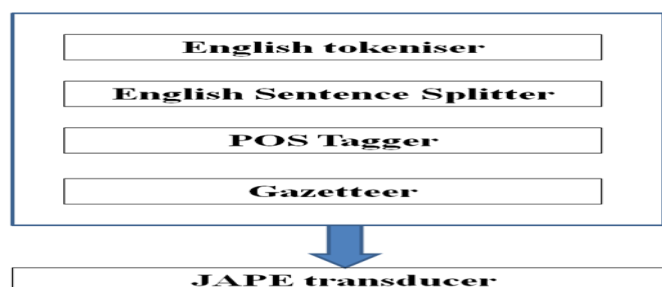 English tokeniser
English Sentence Splitter
POS Tagger
Gazetteer
JAPE transducer